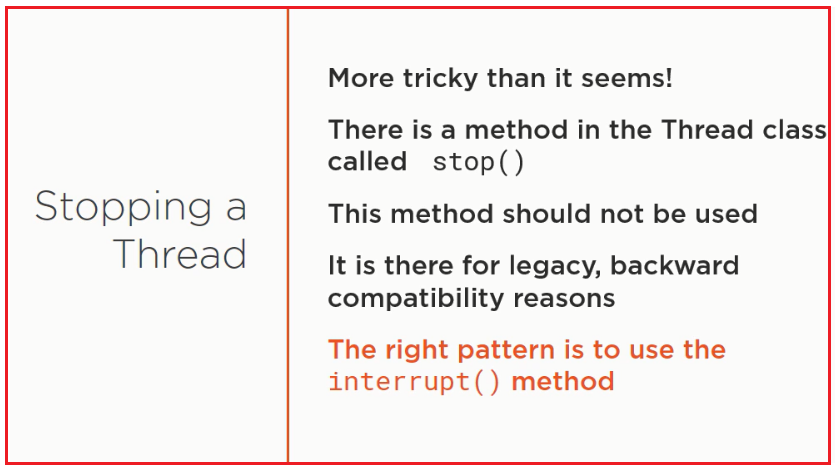 Stopping a
Thread
More tricky than it seems!
There is a method in the Thread class
called stop()
This method should not be used
It is there for legacy, backward
compatibility reasons
The right pattern is to use the
interrupt() method